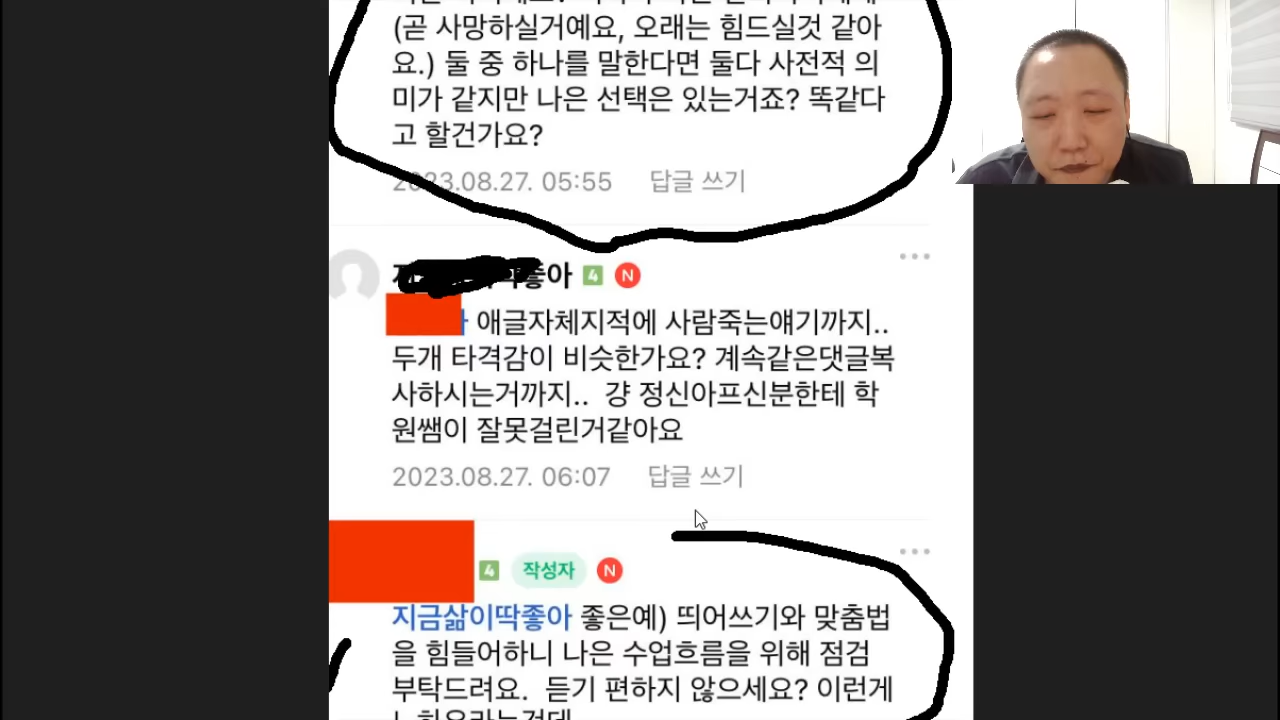 (곧 사망하실거예요, 오래는 힘드실것 같아
요.) 둘 중 하나를 말한다면 둘다 사전적 의
미가 같지만 나은 선택은 있는거죠? 똑같다
고 할건가요?
2023.08.27. 05:55 답글 쓰기
좋아 4 N
애글자체지적에 사람죽는얘기까지..
두개 타격감이 비슷한가요? 계속같은댓글복
사하시는거까지.. 걍 정신아프신분한테 학
원쌤이 잘못걸린거같아요
2023.08.27. 06:07 답글 쓰기
4 작성자 N
지금삶이딱좋아 좋은예) 띄어쓰기와 맞춤법
을 힘들어하니 나은 수업흐름을 위해 점검
부탁드려요. 듣기 편하지 않으세요? 이런게